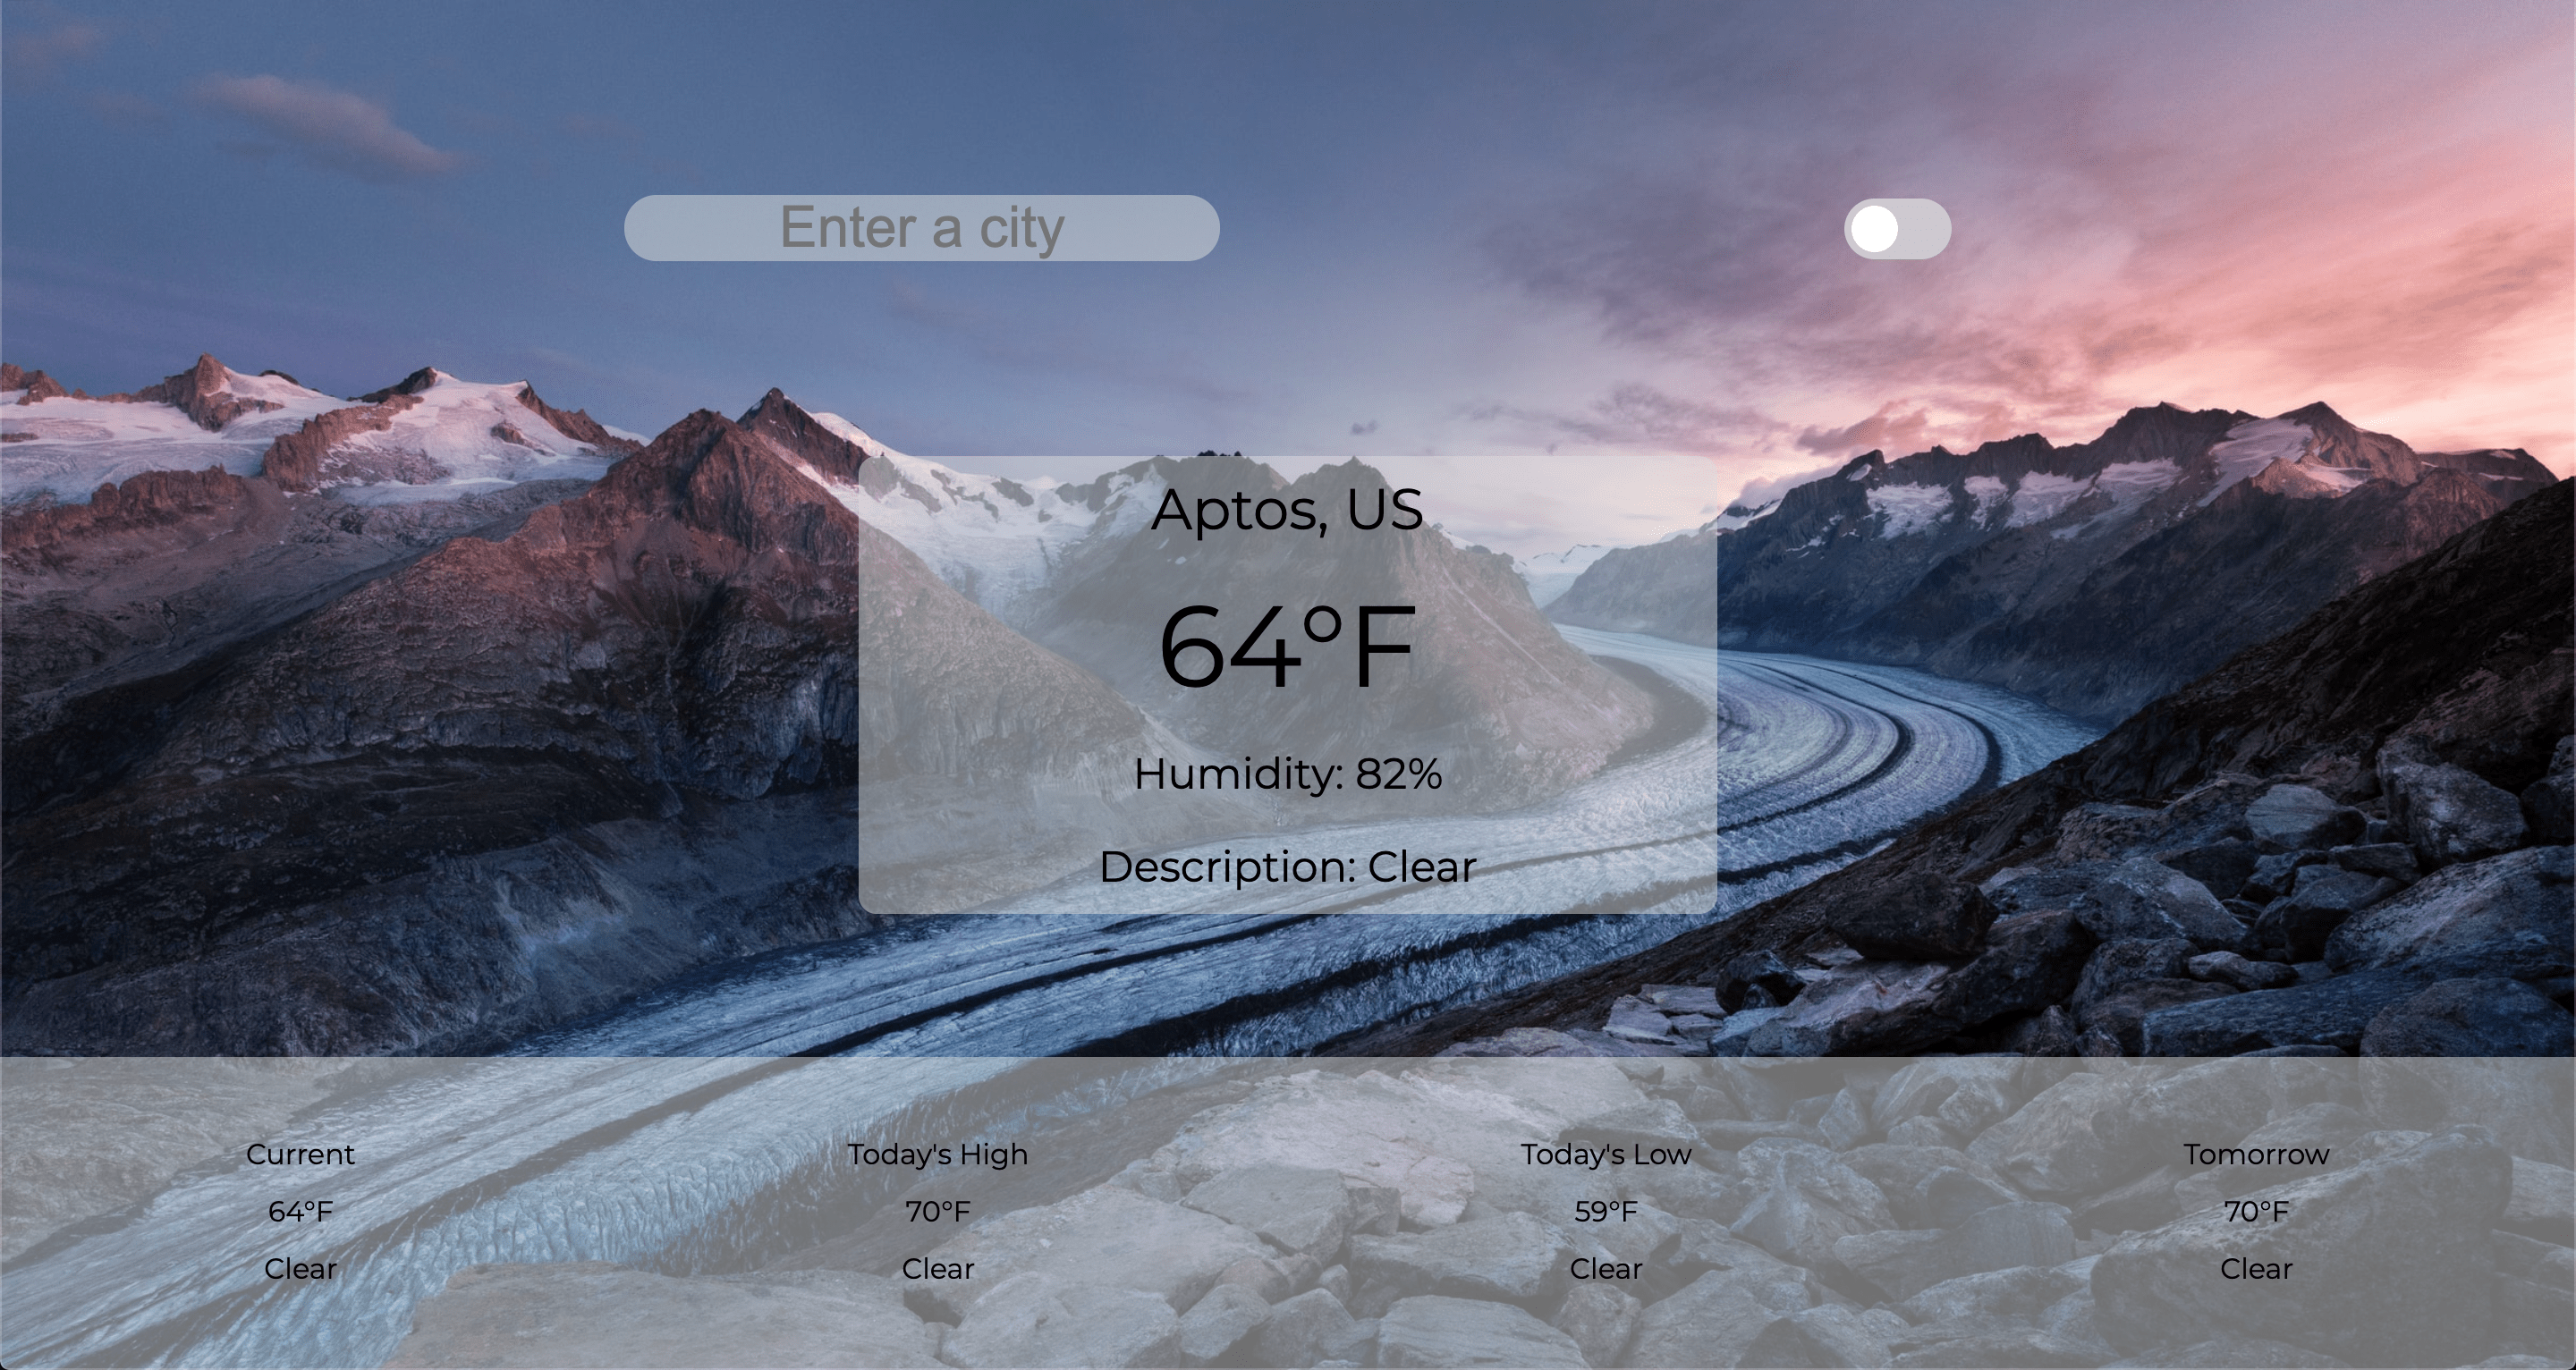 Enter a city
Aptos, US
64°F
Humidity: 82%
Description: Clear
Current
64°F
Clear
Today's High
70°F
Clear
Today's Low
59°F
Clear
Tomorrow
70°F
Clear